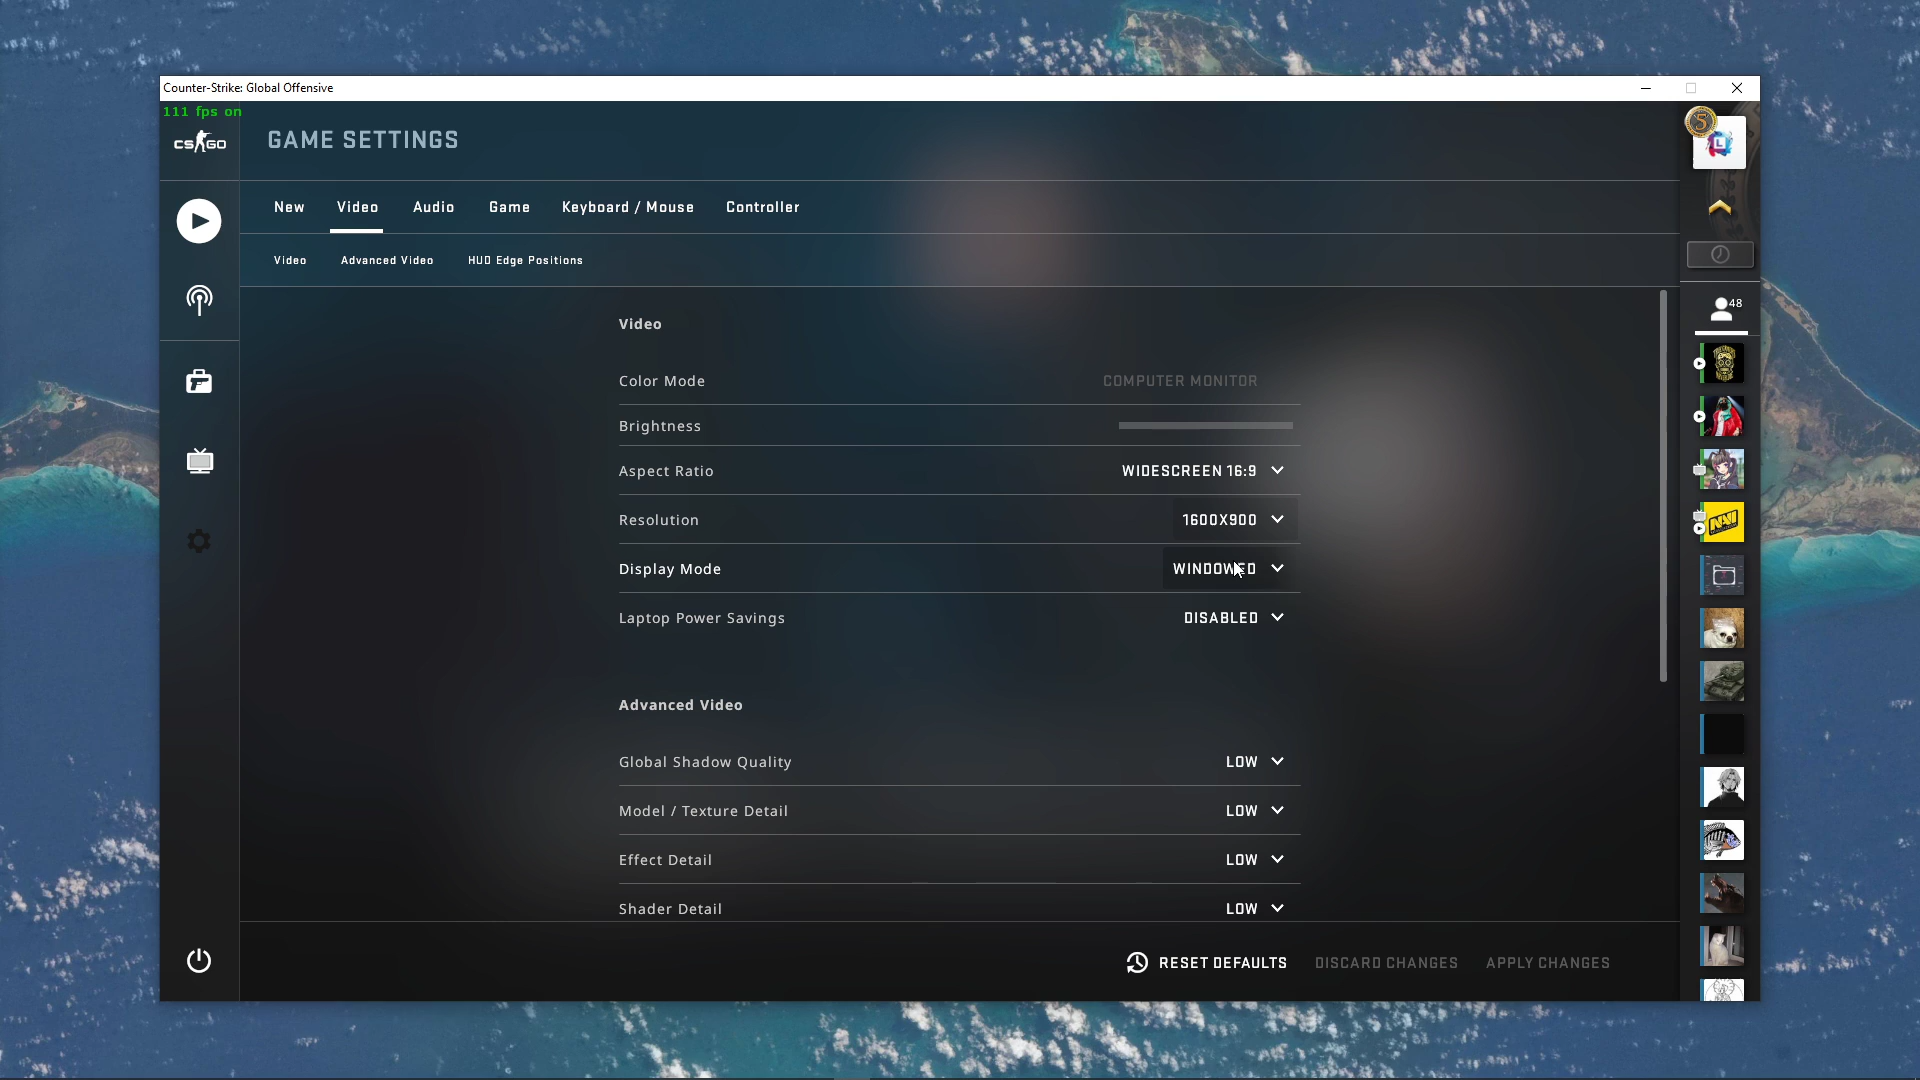 Counter-Strike: Global Offensive
111 fps on
CS GO
GAME SETTINGS
New Video Audio Game Keyboard / Mouse Controller
Video Advanced Video HUD Edge Positions
48
Video
Color Mode COMPUTER MONITOR
Brightness
Aspect Ratio WIDESCREEN 16:9
Resolution 1600X900
Display Mode WINDOWED
Laptop Power Savings DISABLED
Advanced Video
Global Shadow Quality LOW
Model / Texture Detail LOW
Effect Detail LOW
Shader Detail LOW
RESET DEFAULTS DISCARD CHANGES APPLY CHANGES
5
L
NAVI